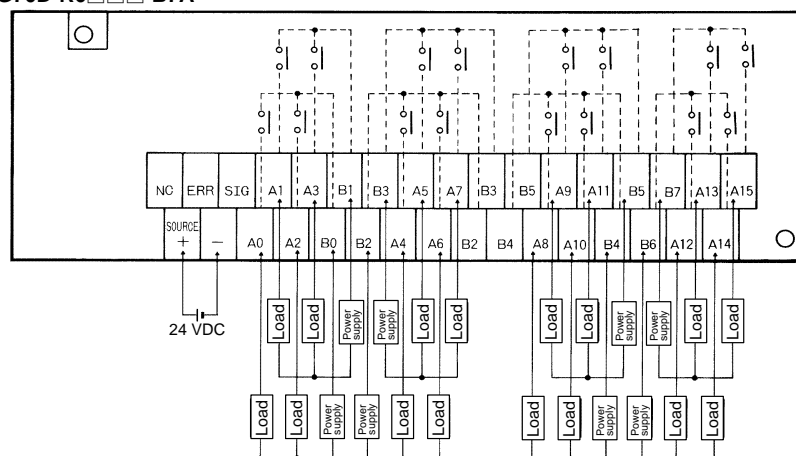 NC ERR SIG A1 A3 B1 B3 A5 A7 B3 B5 A9 A11 B5 B7 A13 A15
SOURCE
+ − A0 A2 B0 B2 A4 A6 B2 B4 A8 A10 B4 B6 A12 A14
24 VDC
Load Load Power supply Power supply Load Load Load Load Power supply Power supply Load Load
Load Load Power supply Power supply Load Load Load Load Power supply Power supply Load Load